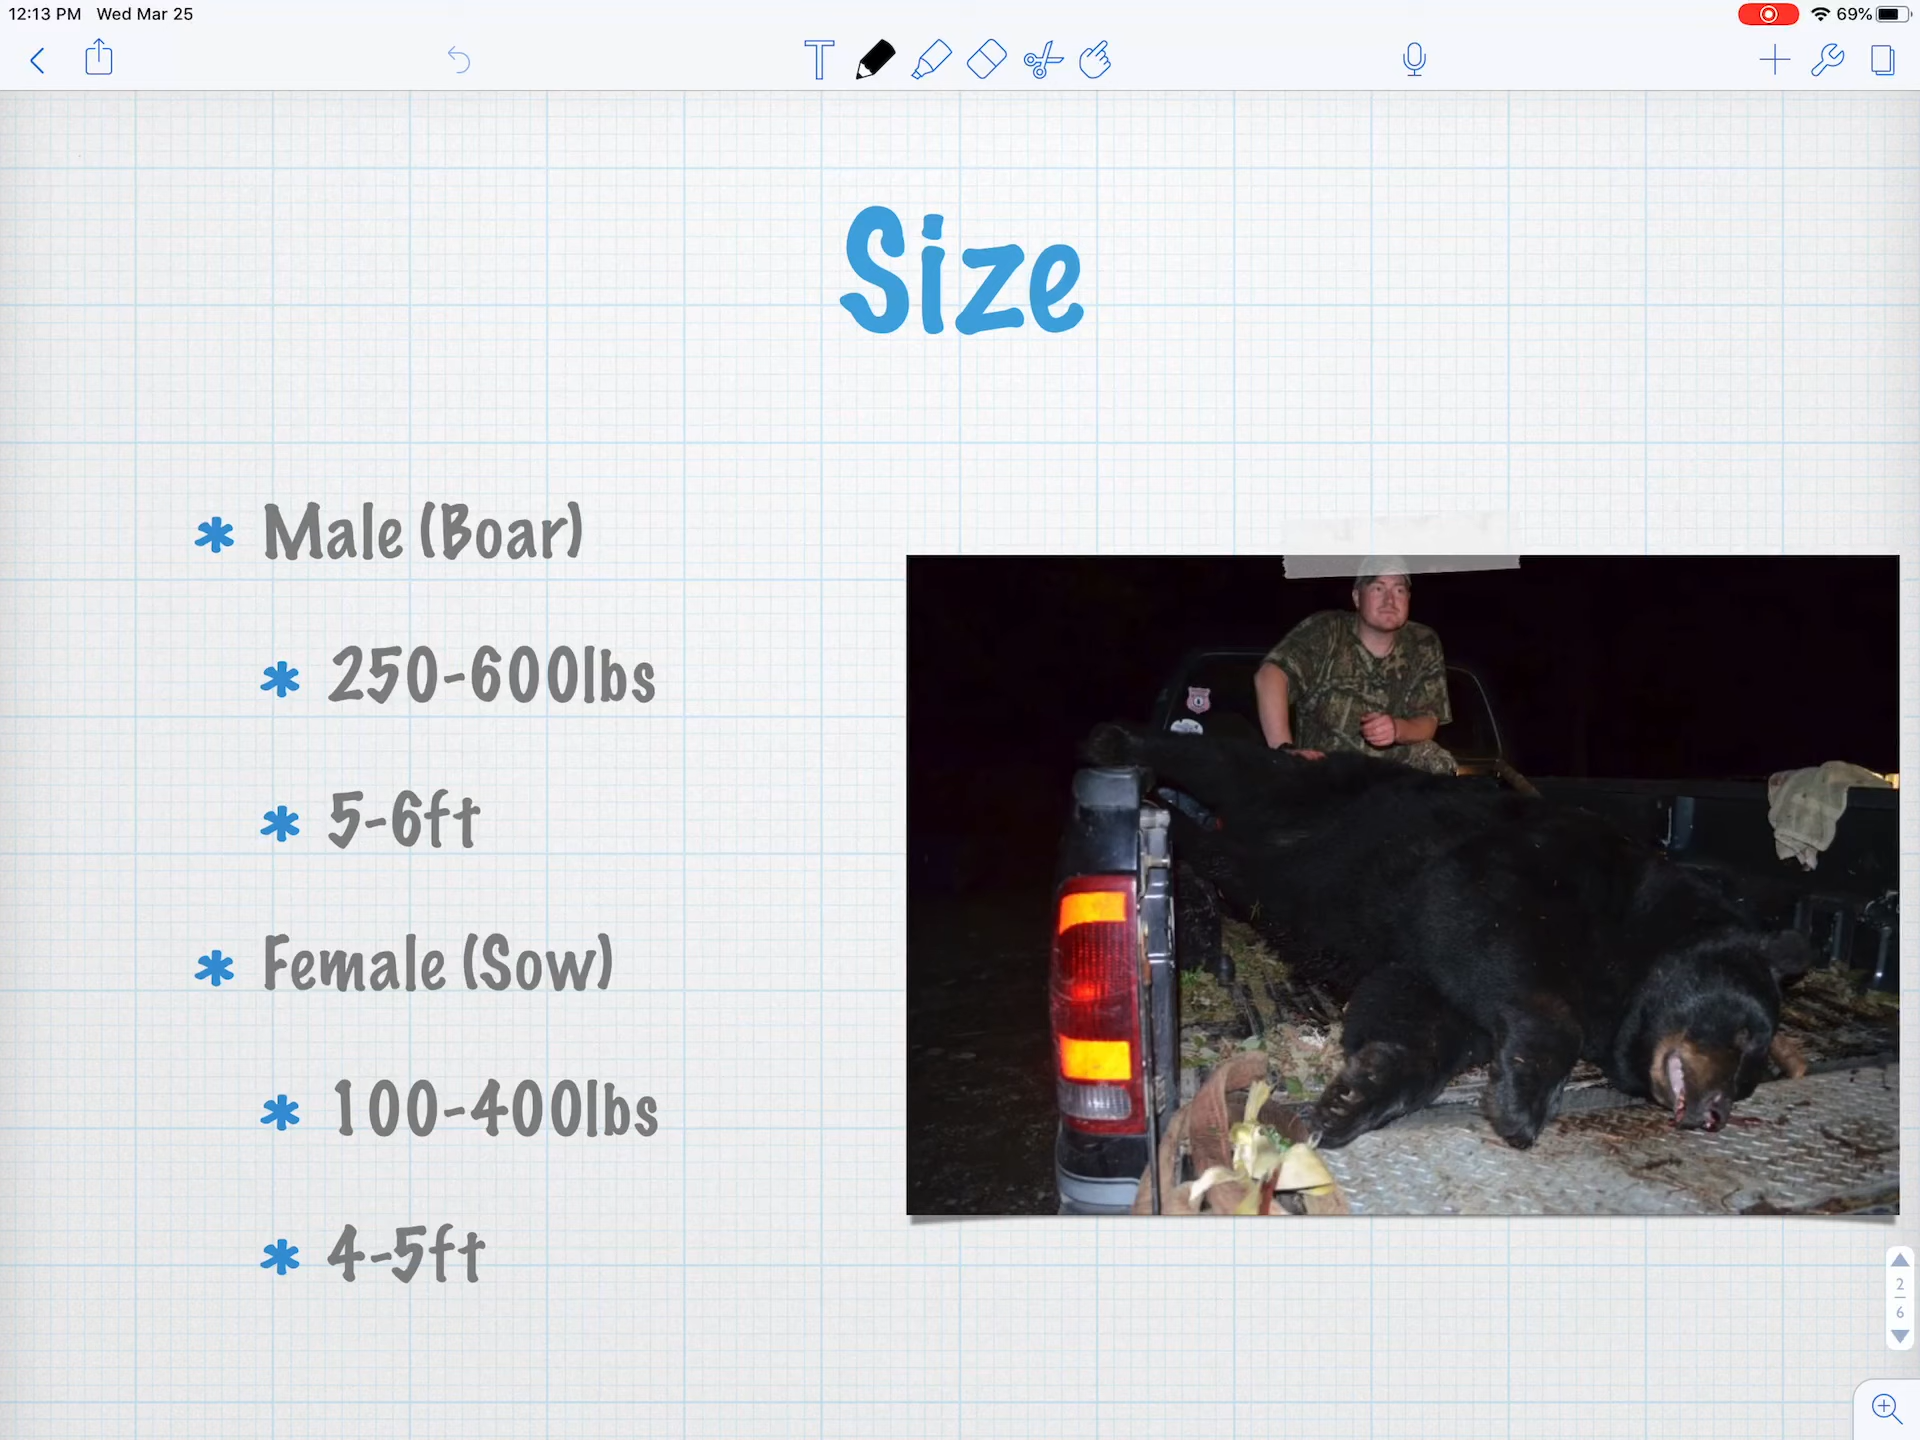 12:13 PM Wed Mar 25
69%
T
Size
* Male (Boar)
* 250-600lbs
* 5-6ft
* Female (Sow)
* 100-400lbs
* 4-5ft
2
6